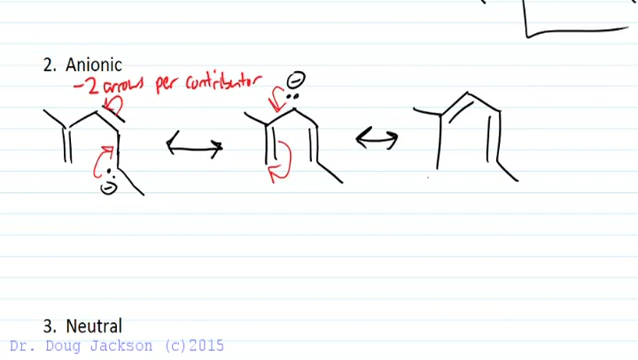 2. Anionic
-2 arrows per contributor
3. Neutral
Dr. Doug Jackson (c)2015